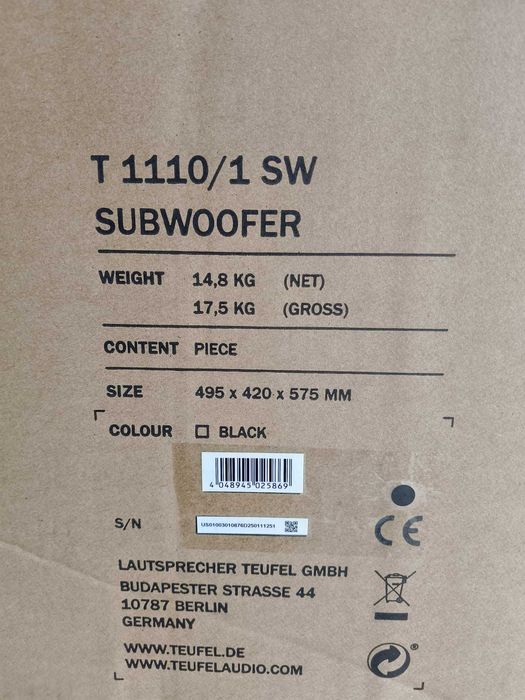 T 1110/1 SW
SUBWOOFER
WEIGHT 14,8 KG (NET)
17,5 KG (GROSS)
CONTENT PIECE
SIZE 495 x 420 x 575 MM
COLOUR BLACK
4 048945 025869
S/N US01003010876D250111251
CE
LAUTSPRECHER TEUFEL GMBH
BUDAPESTER STRASSE 44
10787 BERLIN
GERMANY
WWW.TEUFEL.DE
WWW.TEUFELAUDIO.COM